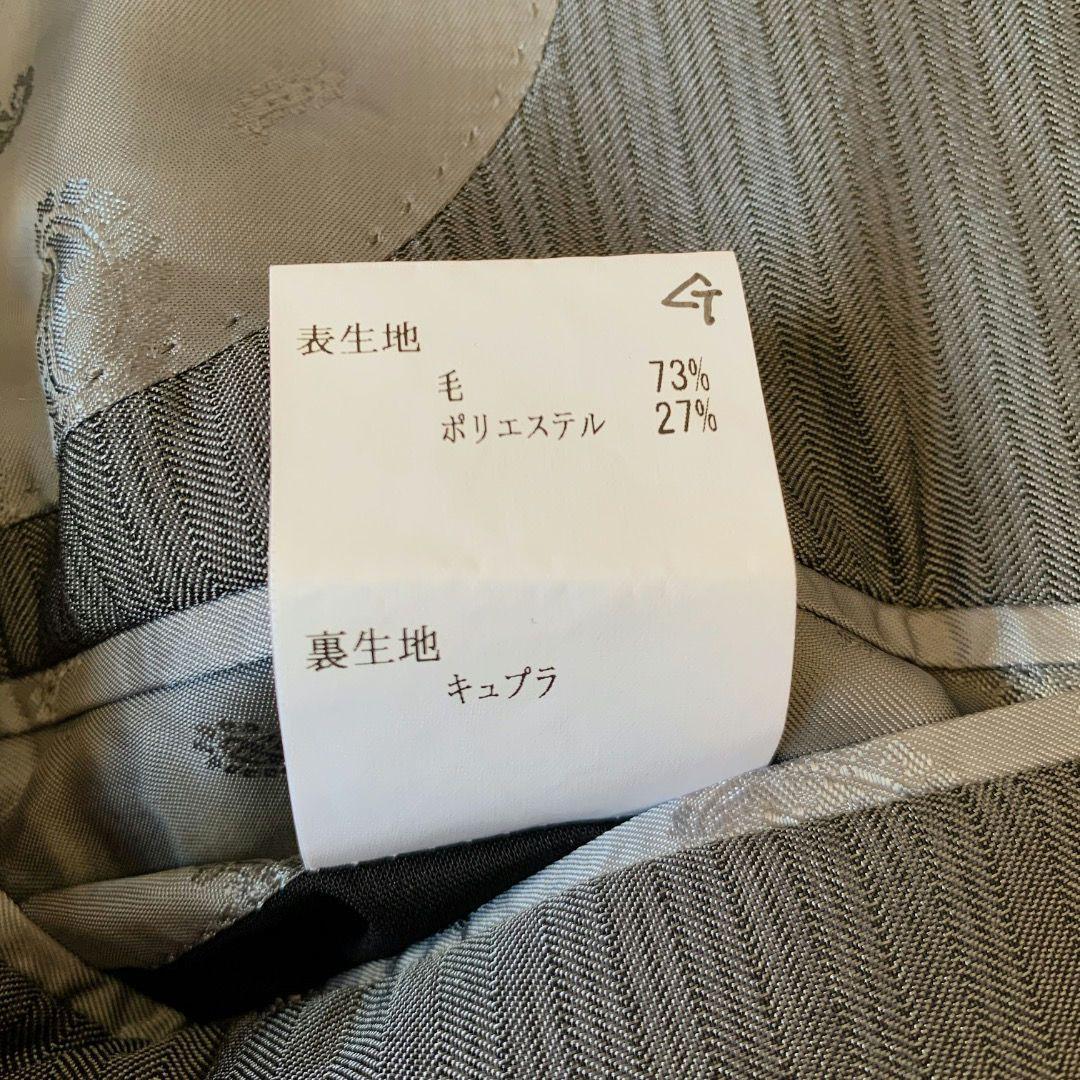 表生地
毛 73%
ポリエステル 27%
裏生地
キュプラ